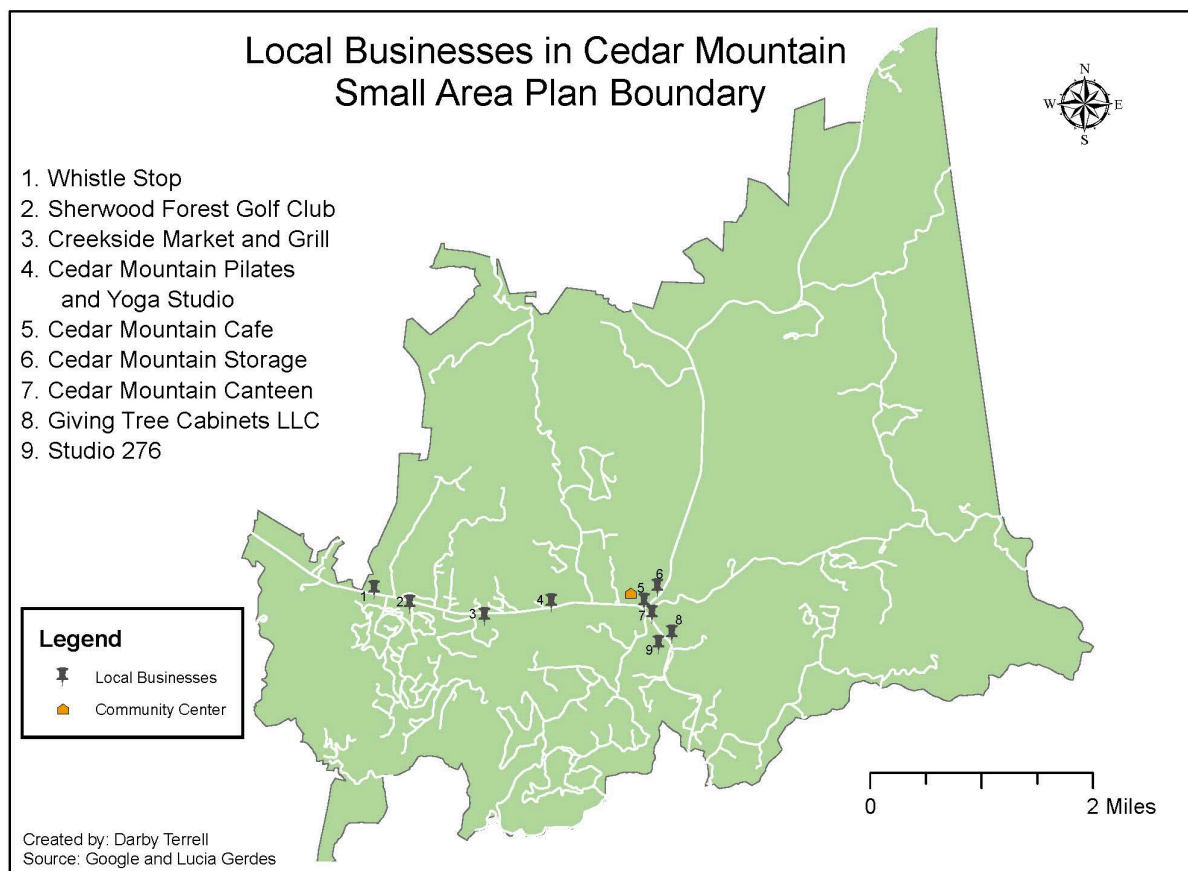 Local Businesses in Cedar Mountain
Small Area Plan Boundary
N
W
E
S
1. Whistle Stop
2. Sherwood Forest Golf Club
3. Creekside Market and Grill
4. Cedar Mountain Pilates
and Yoga Studio
5. Cedar Mountain Cafe
6. Cedar Mountain Storage
7. Cedar Mountain Canteen
8. Giving Tree Cabinets LLC
9. Studio 276
1
2
3
4
5
6
7
8
9
Legend
Local Businesses
Community Center
0
2 Miles
Created by: Darby Terrell
Source: Google and Lucia Gerdes